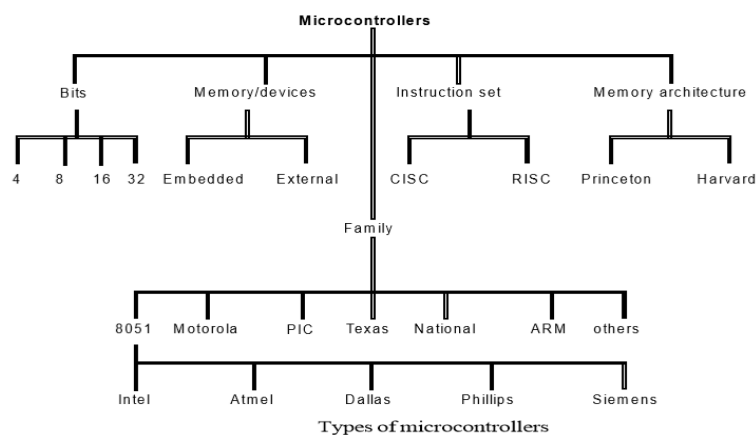 Microcontrollers
Bits Memory/devices Instruction set Memory architecture
4 8 16 32 Embedded External CISC RISC Princeton Harvard
Family
8051 Motorola PIC Texas National ARM others
Intel Atmel Dallas Phillips Siemens
Types of microcontrollers